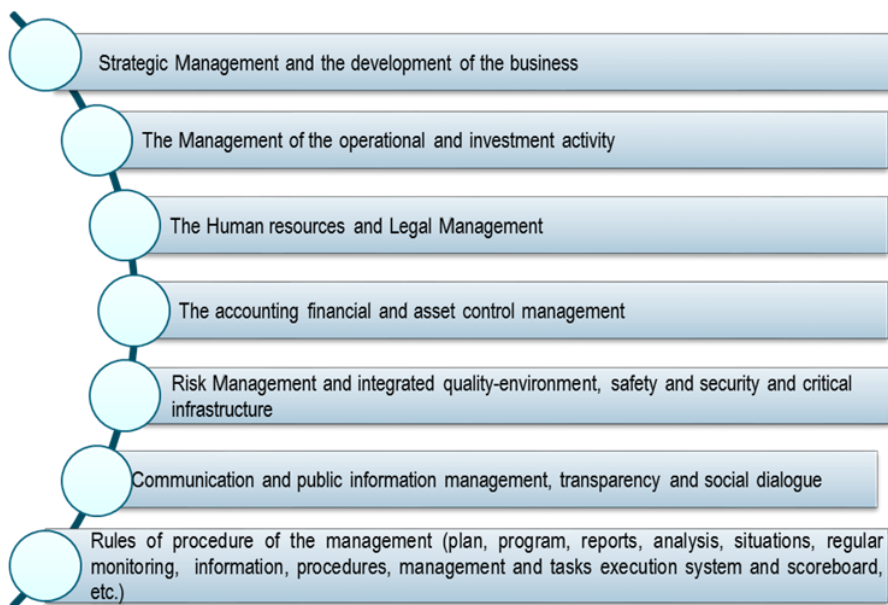 Strategic Management and the development of the business
The Management of the operational and investment activity
The Human resources and Legal Management
The accounting financial and asset control management
Risk Management and integrated quality-environment, safety and security and critical
infrastructure
Communication and public information management, transparency and social dialogue
Rules of procedure of the management (plan, program, reports, analysis, situations, regular
monitoring, information, procedures, management and tasks execution system and scoreboard,
etc.)